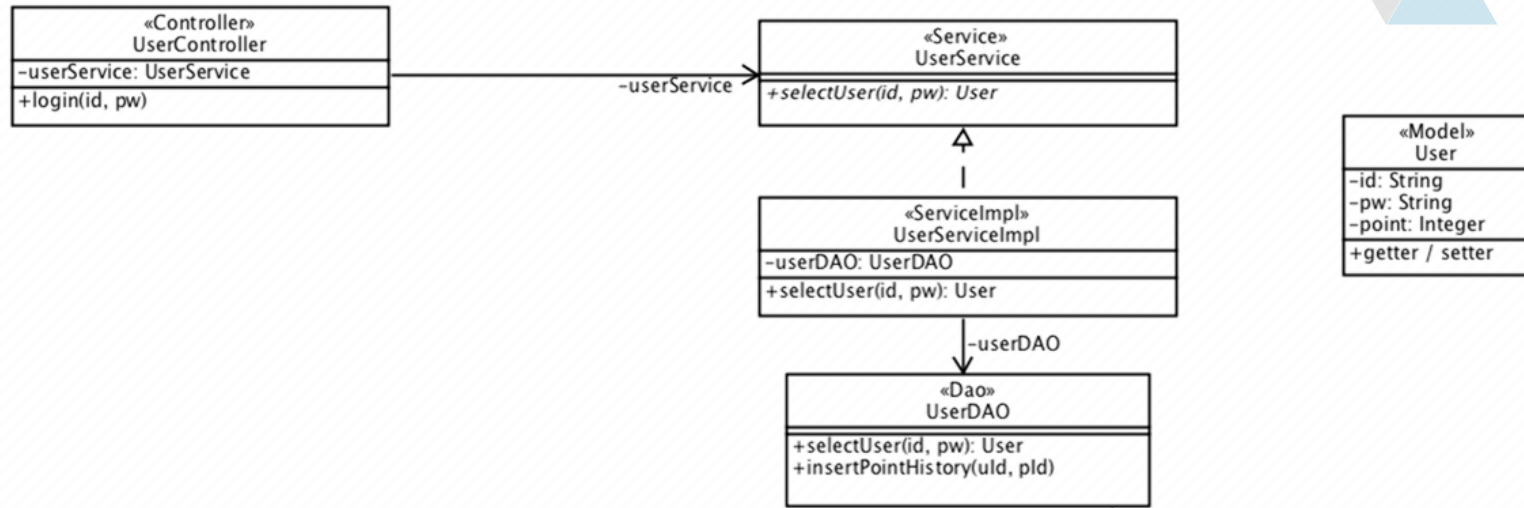 «Controller»
UserController
-userService: UserService
+login(id, pw)
-userService
«Service»
UserService
+selectUser(id, pw): User
«ServiceImpl»
UserServiceImpl
-userDAO: UserDAO
+selectUser(id, pw): User
-userDAO
«Dao»
UserDAO
+selectUser(id, pw): User
+insertPointHistory(uId, pId)
«Model»
User
-id: String
-pw: String
-point: Integer
+getter / setter